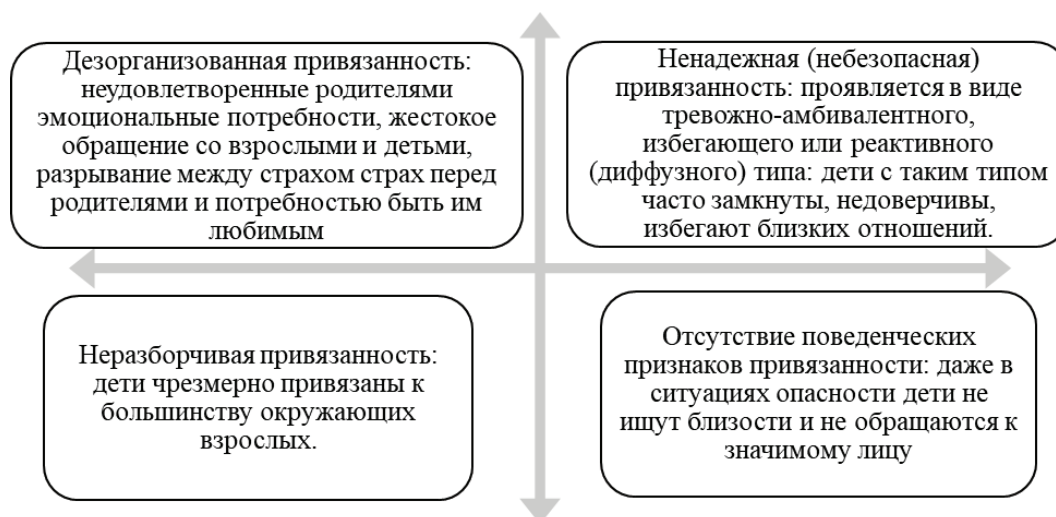 Дезорганизованная привязанность:
неудовлетворенные родителями
эмоциональные потребности, жестокое
обращение со взрослыми и детьми,
разрывание между страхом страх перед
родителями и потребностью быть им
любимым
Ненадежная (небезопасная)
привязанность: проявляется в виде
тревожно-амбивалентного,
избегающего или реактивного
(диффузного) типа: дети с таким типом
часто замкнуты, недоверчивы,
избегают близких отношений.
Неразборчивая привязанность:
дети чрезмерно привязаны к
большинству окружающих
взрослых.
Отсутствие поведенческих
признаков привязанности: даже в
ситуациях опасности дети не
ищут близости и не обращаются к
значимому лицу